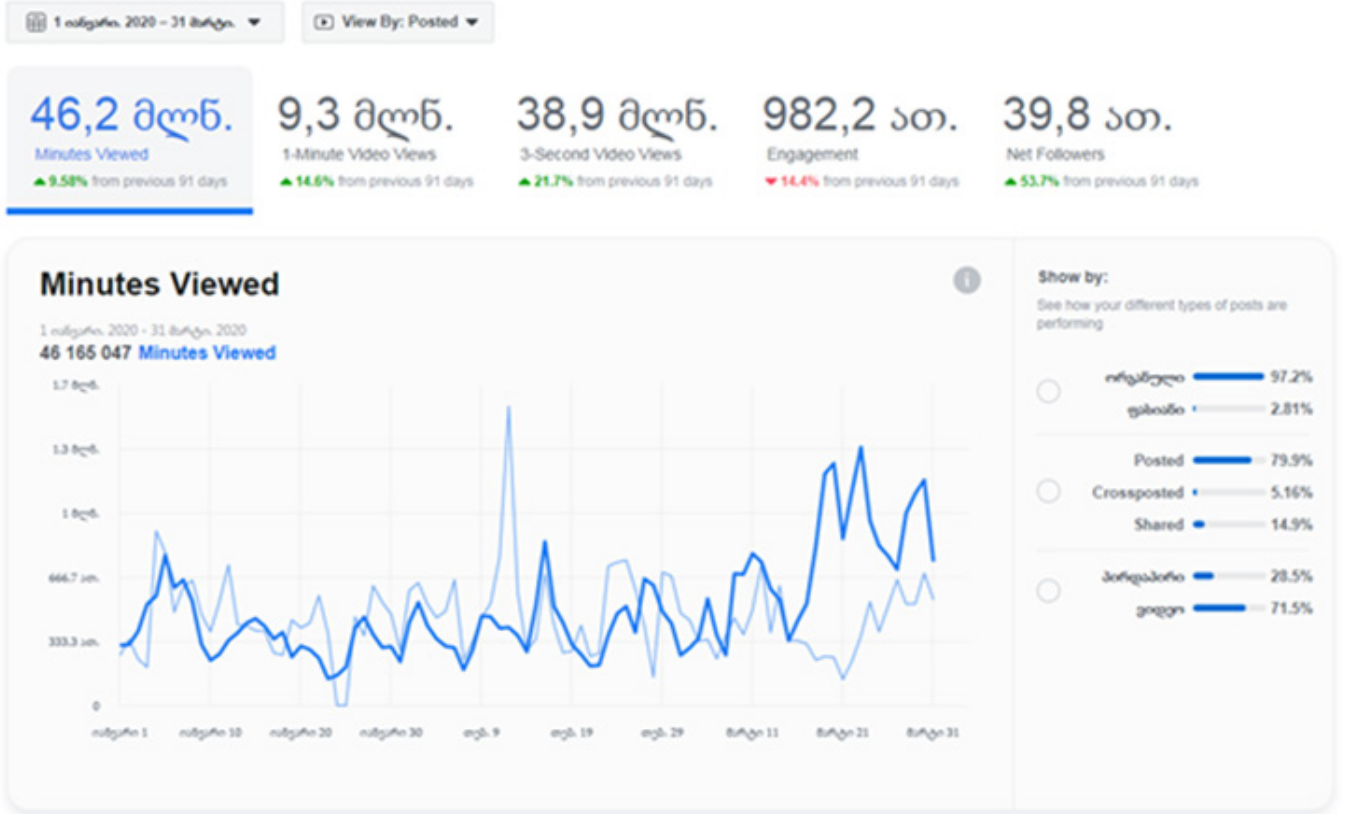 1 იანვარი. 2020 – 31 მარტი.
View By: Posted
46,2 მლნ.
Minutes Viewed
9.58% from previous 91 days
9,3 მლნ.
1-Minute Video Views
14.6% from previous 91 days
38,9 მლნ.
3-Second Video Views
21.7% from previous 91 days
982,2 ათ.
Engagement
14.4% from previous 91 days
39,8 ათ.
Net Followers
53.7% from previous 91 days
Minutes Viewed
1 იანვარი. 2020 - 31 მარტი. 2020
46 165 047 Minutes Viewed
1.7 მლნ.
1.3 მლნ.
1 მლნ.
666.7 ათ.
333.3 ათ.
0
იანვარი 1
იანვარი 10
იანვარი 20
იანვარი 30
თებ. 9
თებ. 19
თებ. 29
მარტი 11
მარტი 21
მარტი 31
Show by:
See how your different types of posts are
performing
ორგანული 97.2%
ფასიანი 2.81%
Posted 79.9%
Crossposted 5.16%
Shared 14.9%
პირდაპირი 28.5%
ვიდეო 71.5%